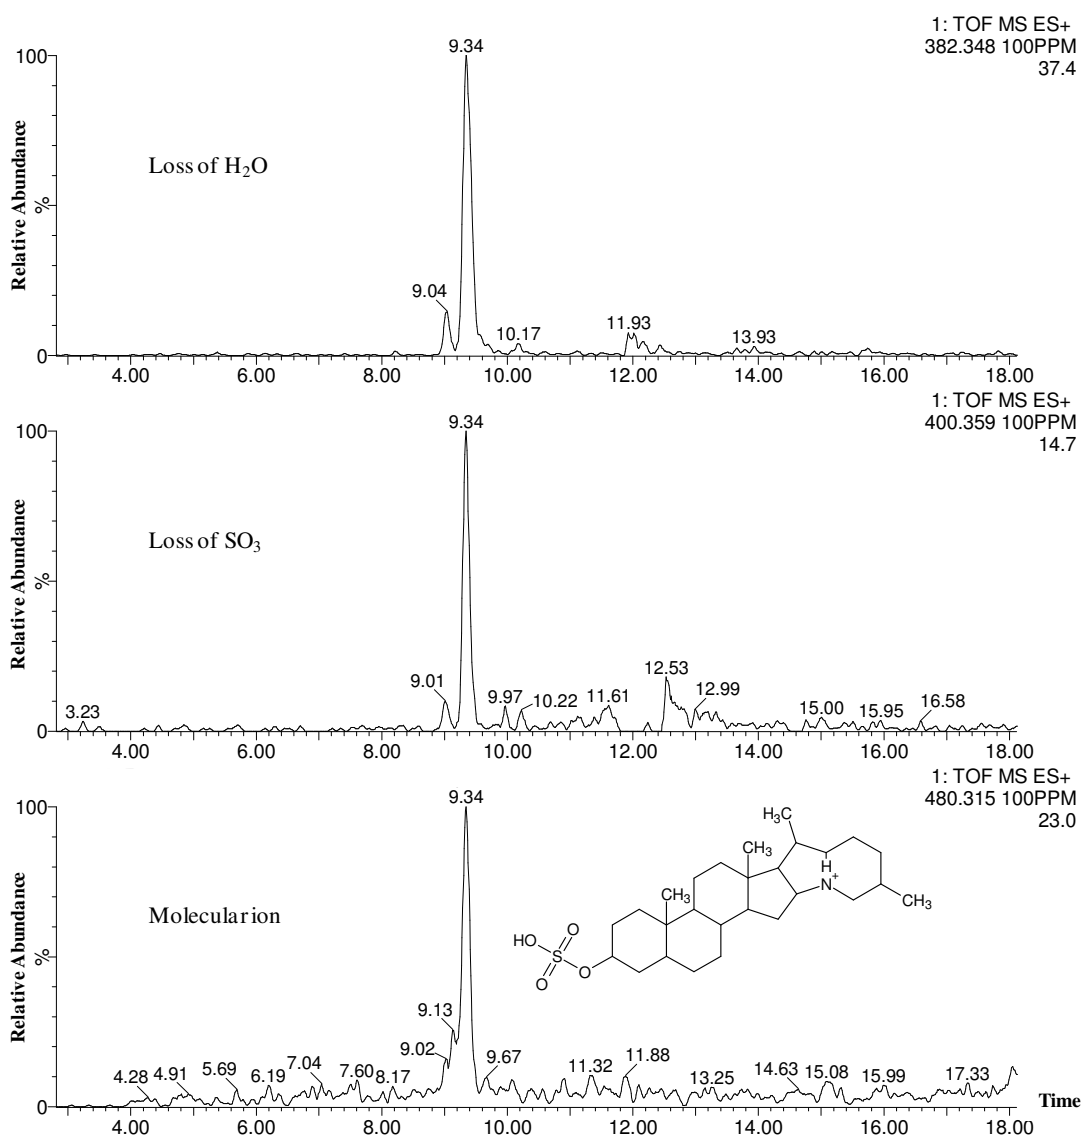 1: TOF MS ES+
382.348 100PPM
37.4
9.34
100
Relative Abundance
%
Loss of H₂O
9.04
10.17
11.93
13.93
0
4.00 6.00 8.00 10.00 12.00 14.00 16.00 18.00
1: TOF MS ES+
400.359 100PPM
14.7
9.34
100
Relative Abundance
%
Loss of SO₃
3.23
9.01
9.97
10.22
11.61
12.53
12.99
15.00
15.95
16.58
0
4.00 6.00 8.00 10.00 12.00 14.00 16.00 18.00
1: TOF MS ES+
480.315 100PPM
23.0
9.34
100
Relative Abundance
%
Molecular ion
H₃C
CH₃
H
N⁺
CH₃
CH₃
HO
O
S
O
O
4.28
4.91
5.69
6.19
7.04
7.60
8.17
9.02
9.13
9.67
11.32
11.88
13.25
14.63
15.08
15.99
17.33
0
4.00 6.00 8.00 10.00 12.00 14.00 16.00 18.00
Time